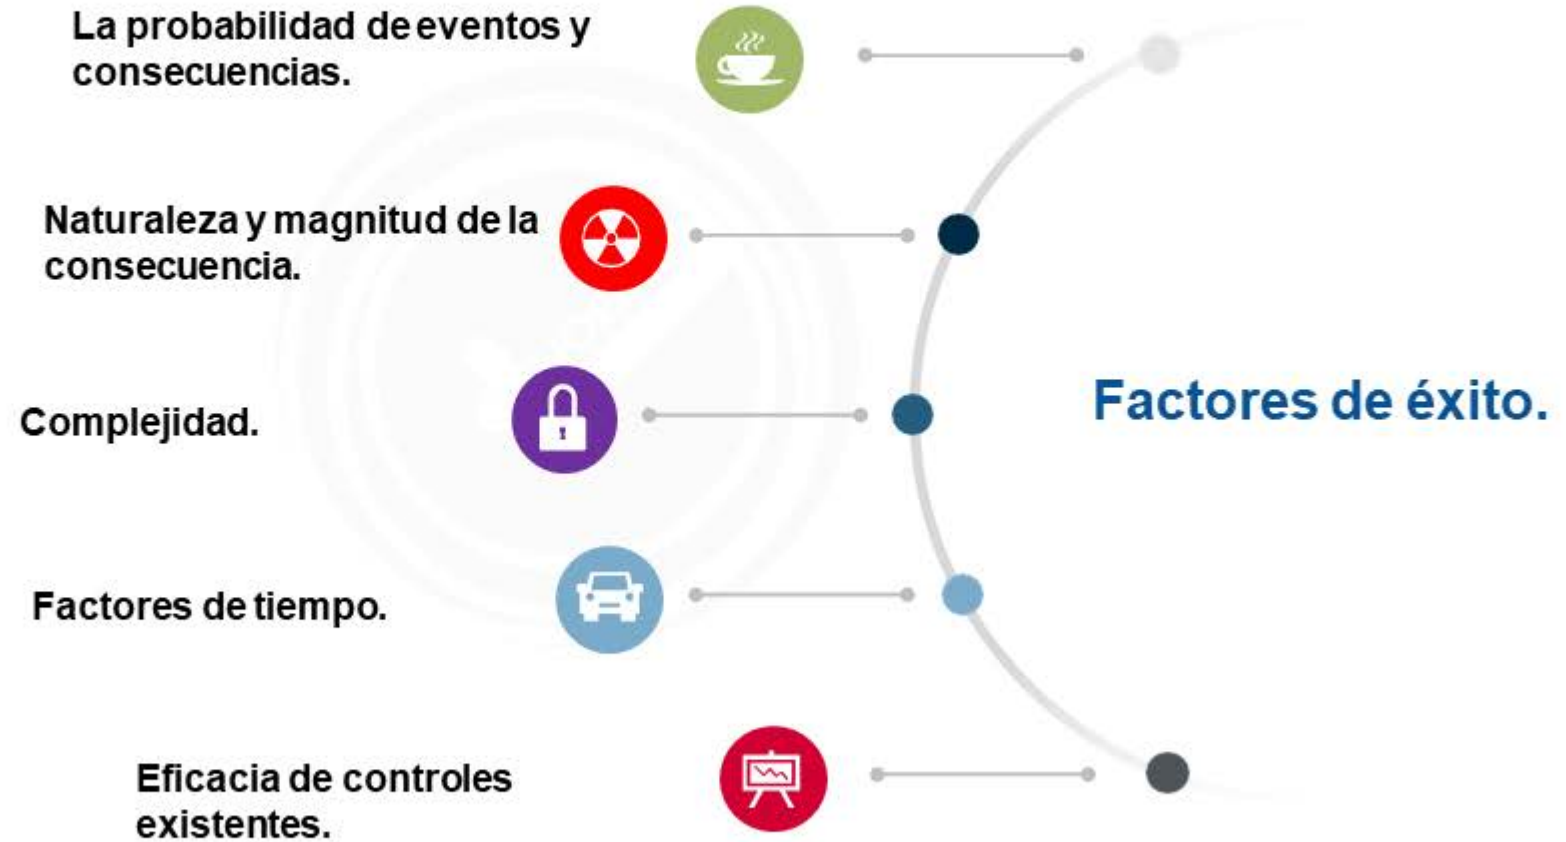 La probabilidad de eventos y
consecuencias.
Naturaleza y magnitud de la
consecuencia.
Complejidad.
Factores de éxito.
Factores de tiempo.
Eficacia de controles
existentes.